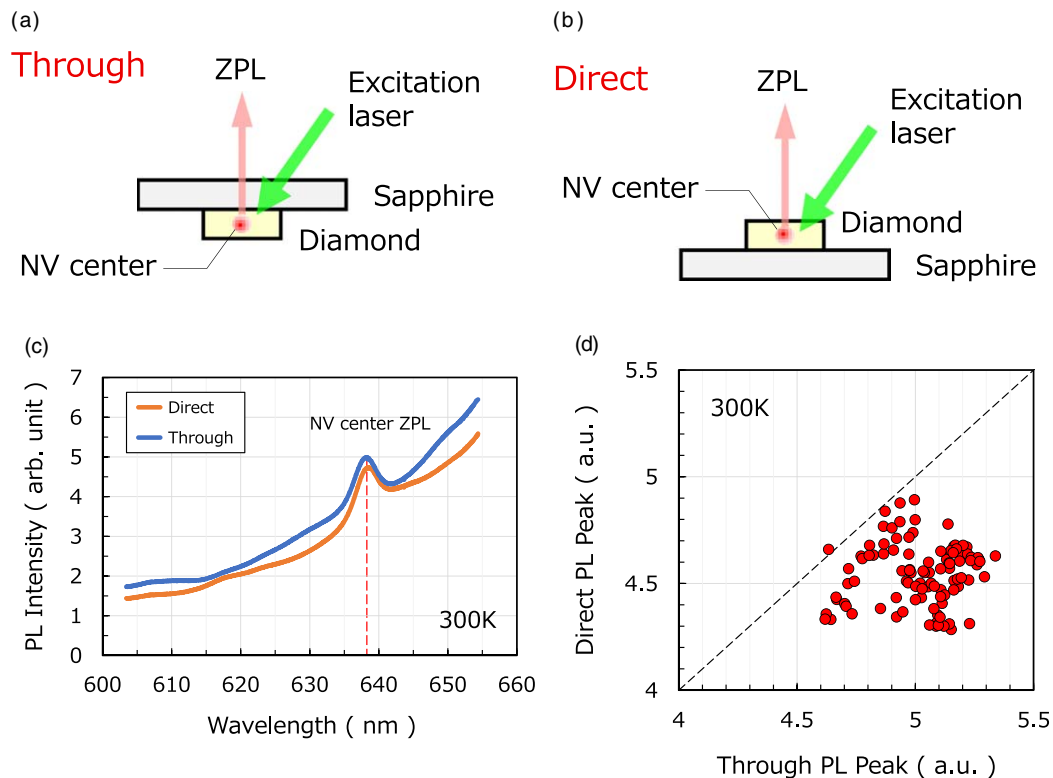 (a)
Through
ZPL
Excitation
laser
Sapphire
Diamond
NV center
(b)
Direct
ZPL
Excitation
laser
NV center
Diamond
Sapphire
(c)
PL Intensity ( arb. unit )
7
6
5
4
3
2
1
0
Direct
Through
NV center ZPL
300K
600
610
620
630
640
650
660
Wavelength ( nm )
(d)
Direct PL Peak ( a.u. )
5.5
5
4.5
4
300K
4
4.5
5
5.5
Through PL Peak ( a.u. )